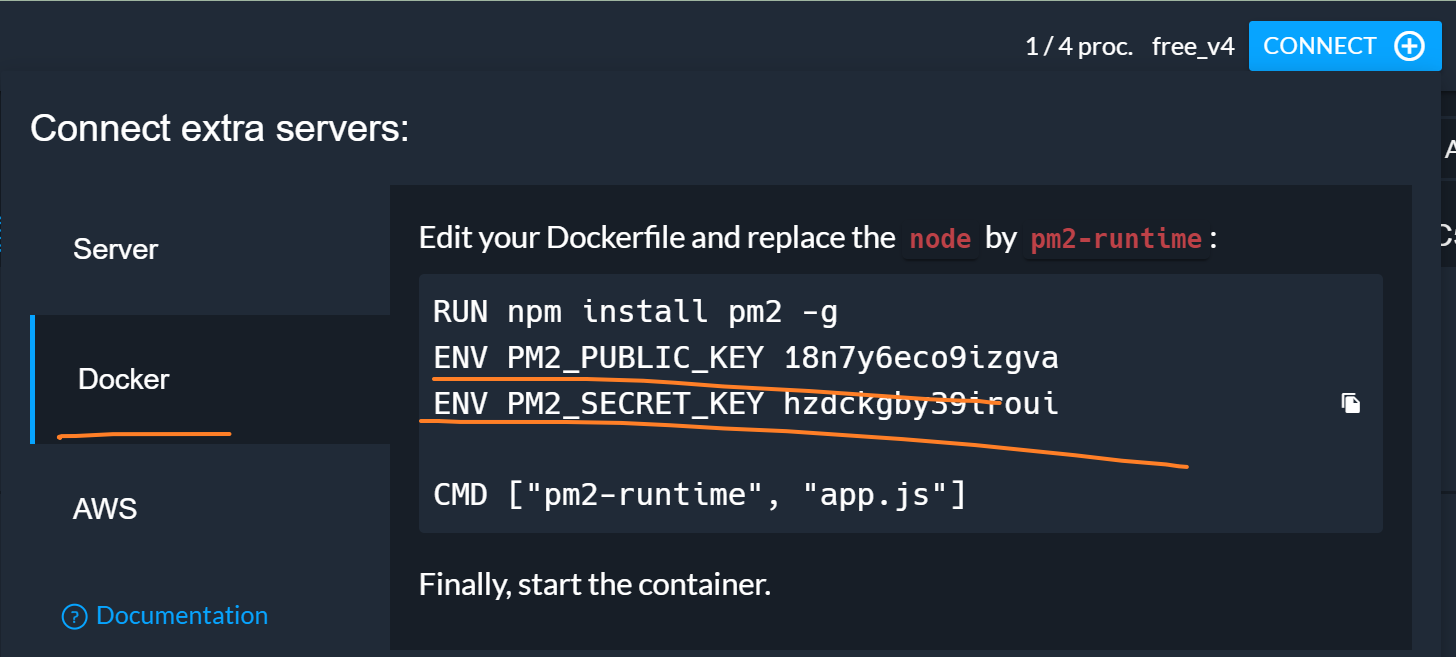 1 / 4 proc. free_v4 CONNECT
Connect extra servers:
Server
Docker
AWS
? Documentation
Edit your Dockerfile and replace the node by pm2-runtime :
RUN npm install pm2 -g
ENV PM2_PUBLIC_KEY 18n7y6eco9izgva
ENV PM2_SECRET_KEY hzdckgby39iroui
CMD ["pm2-runtime", "app.js"]
Finally, start the container.